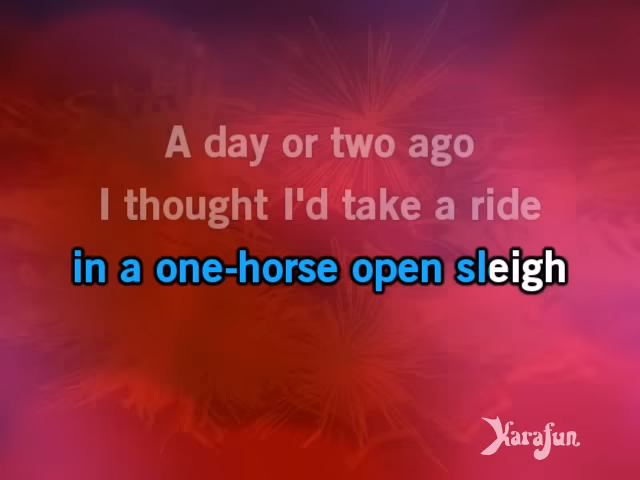 A day or two ago
I thought I'd take a ride
in a one-horse open sleigh
Karafun